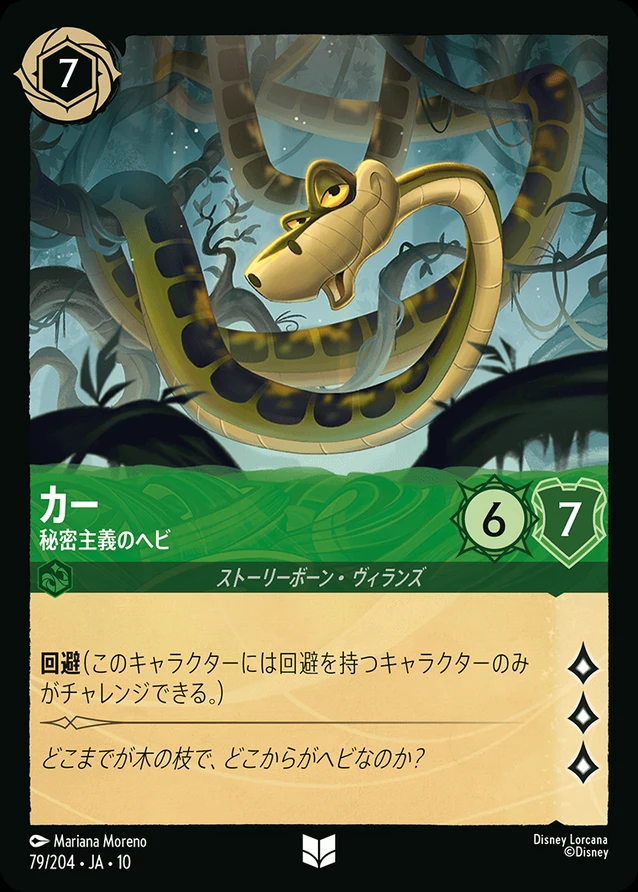 7
カー
秘密主義のヘビ
6
7
ストーリーボーン・ヴィランズ
回避(このキャラクターには回避を持つキャラクターのみ
がチャレンジできる。)
どこまでが木の枝で、どこからがヘビなのか?
Mariana Moreno
Disney Lorcana
79/204・JA・10
©Disney